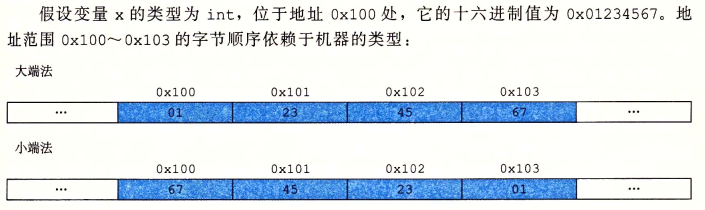 假设变量 x 的类型为 int，位于地址 0x100 处，它的十六进制值为 0x01234567。地
址范围 0x100～0x103 的字节顺序依赖于机器的类型：
大端法
0x100 0x101 0x102 0x103
… 01 23 45 67 …
小端法
0x100 0x101 0x102 0x103
… 67 45 23 01 …